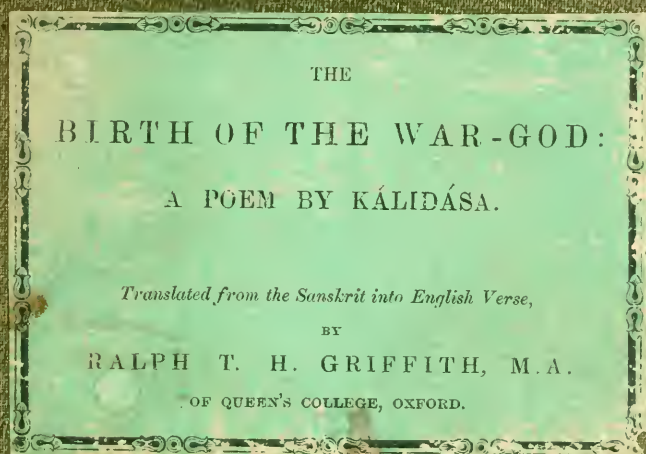 THE
BIRTH OF THE WAR-GOD:
A POEM BY KÁLIDÁSA.
Translated from the Sanskrit into English Verse,
BY
RALPH T. H. GRIFFITH, M.A.
OF QUEEN'S COLLEGE, OXFORD.